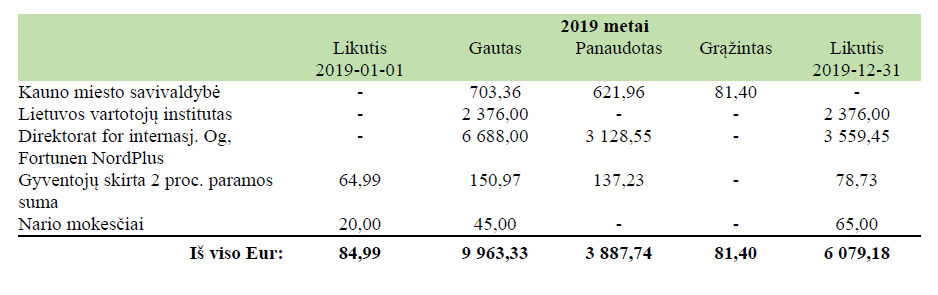 2019 metai
Likutis Gautas Panaudotas Grąžintas Likutis
2019-01-01 2019-12-31
Kauno miesto savivaldybė - 703,36 621,96 81,40 -
Lietuvos vartotojų institutas - 2 376,00 - - 2 376,00
Direktorat for internasj. Og, - 6 688,00 3 128,55 - 3 559,45
Fortunen NordPlus
Gyventojų skirta 2 proc. paramos 64,99 150,97 137,23 - 78,73
suma
Nario mokesčiai 20,00 45,00 - - 65,00
Iš viso Eur: 84,99 9 963,33 3 887,74 81,40 6 079,18